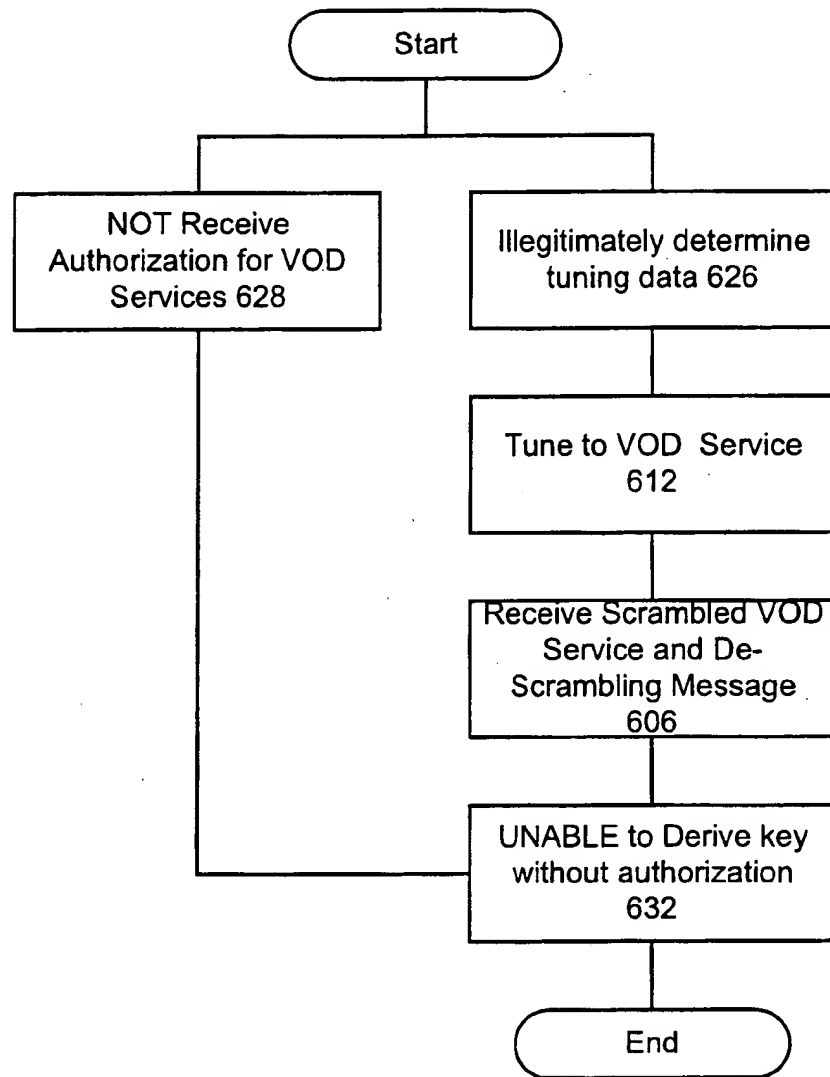 Start
NOT Receive
Authorization for VOD
Services 628
Illegitimately determine
tuning data 626
Tune to VOD Service
612
Receive Scrambled VOD
Service and De-
Scrambling Message
606
UNABLE to Derive key
without authorization
632
End